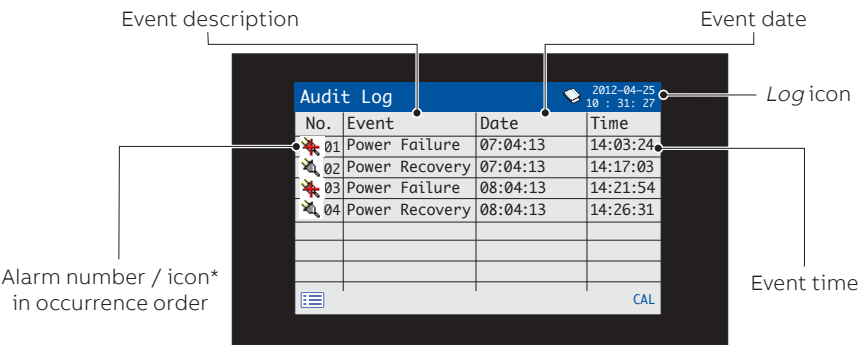 Event description
Event date
Audit Log
2012–04–25
10 : 31: 27
Log icon
No. Event Date Time
01 Power Failure 07:04:13 14:03:24
02 Power Recovery 07:04:13 14:17:03
03 Power Failure 08:04:13 14:21:54
04 Power Recovery 08:04:13 14:26:31
Alarm number / icon*
in occurrence order
Event time
CAL